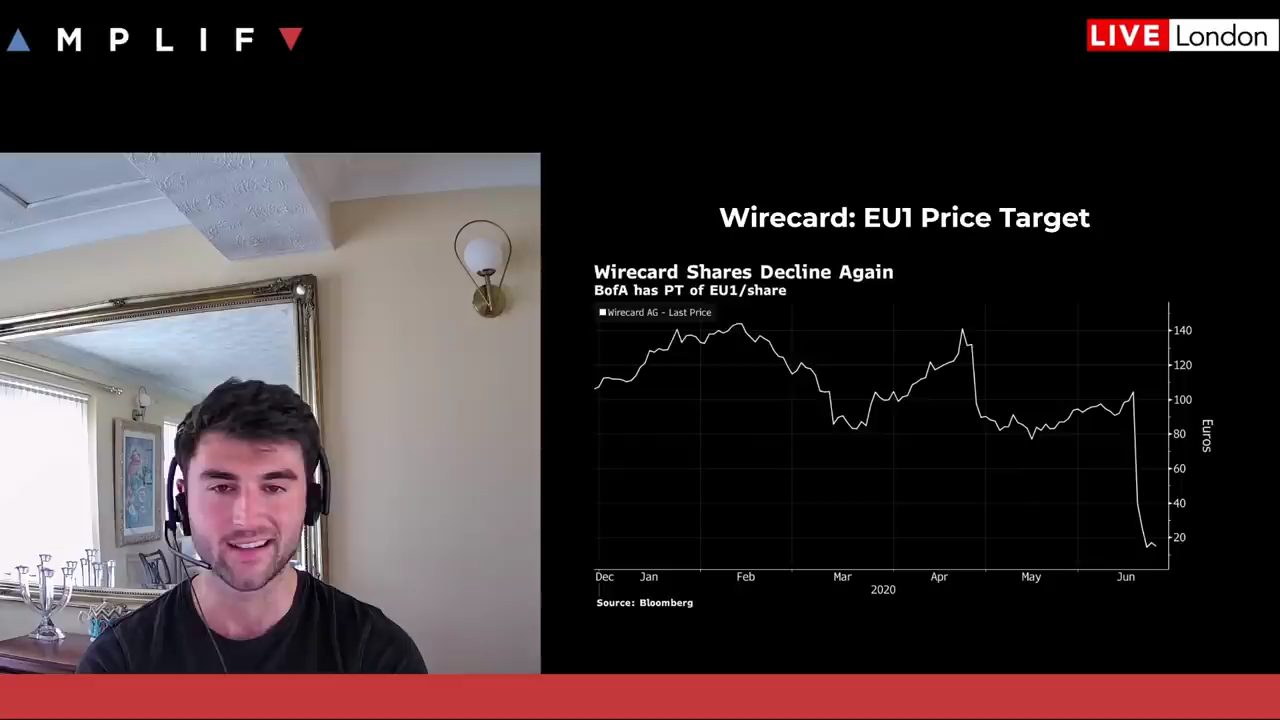 ▲ M P L I F ▼
LIVE London
Wirecard: EU1 Price Target
Wirecard Shares Decline Again
BofA has PT of EU1/share
Wirecard AG - Last Price
140
120
100
80
60
40
20
Euros
Dec Jan Feb Mar Apr May Jun
2020
Source: Bloomberg